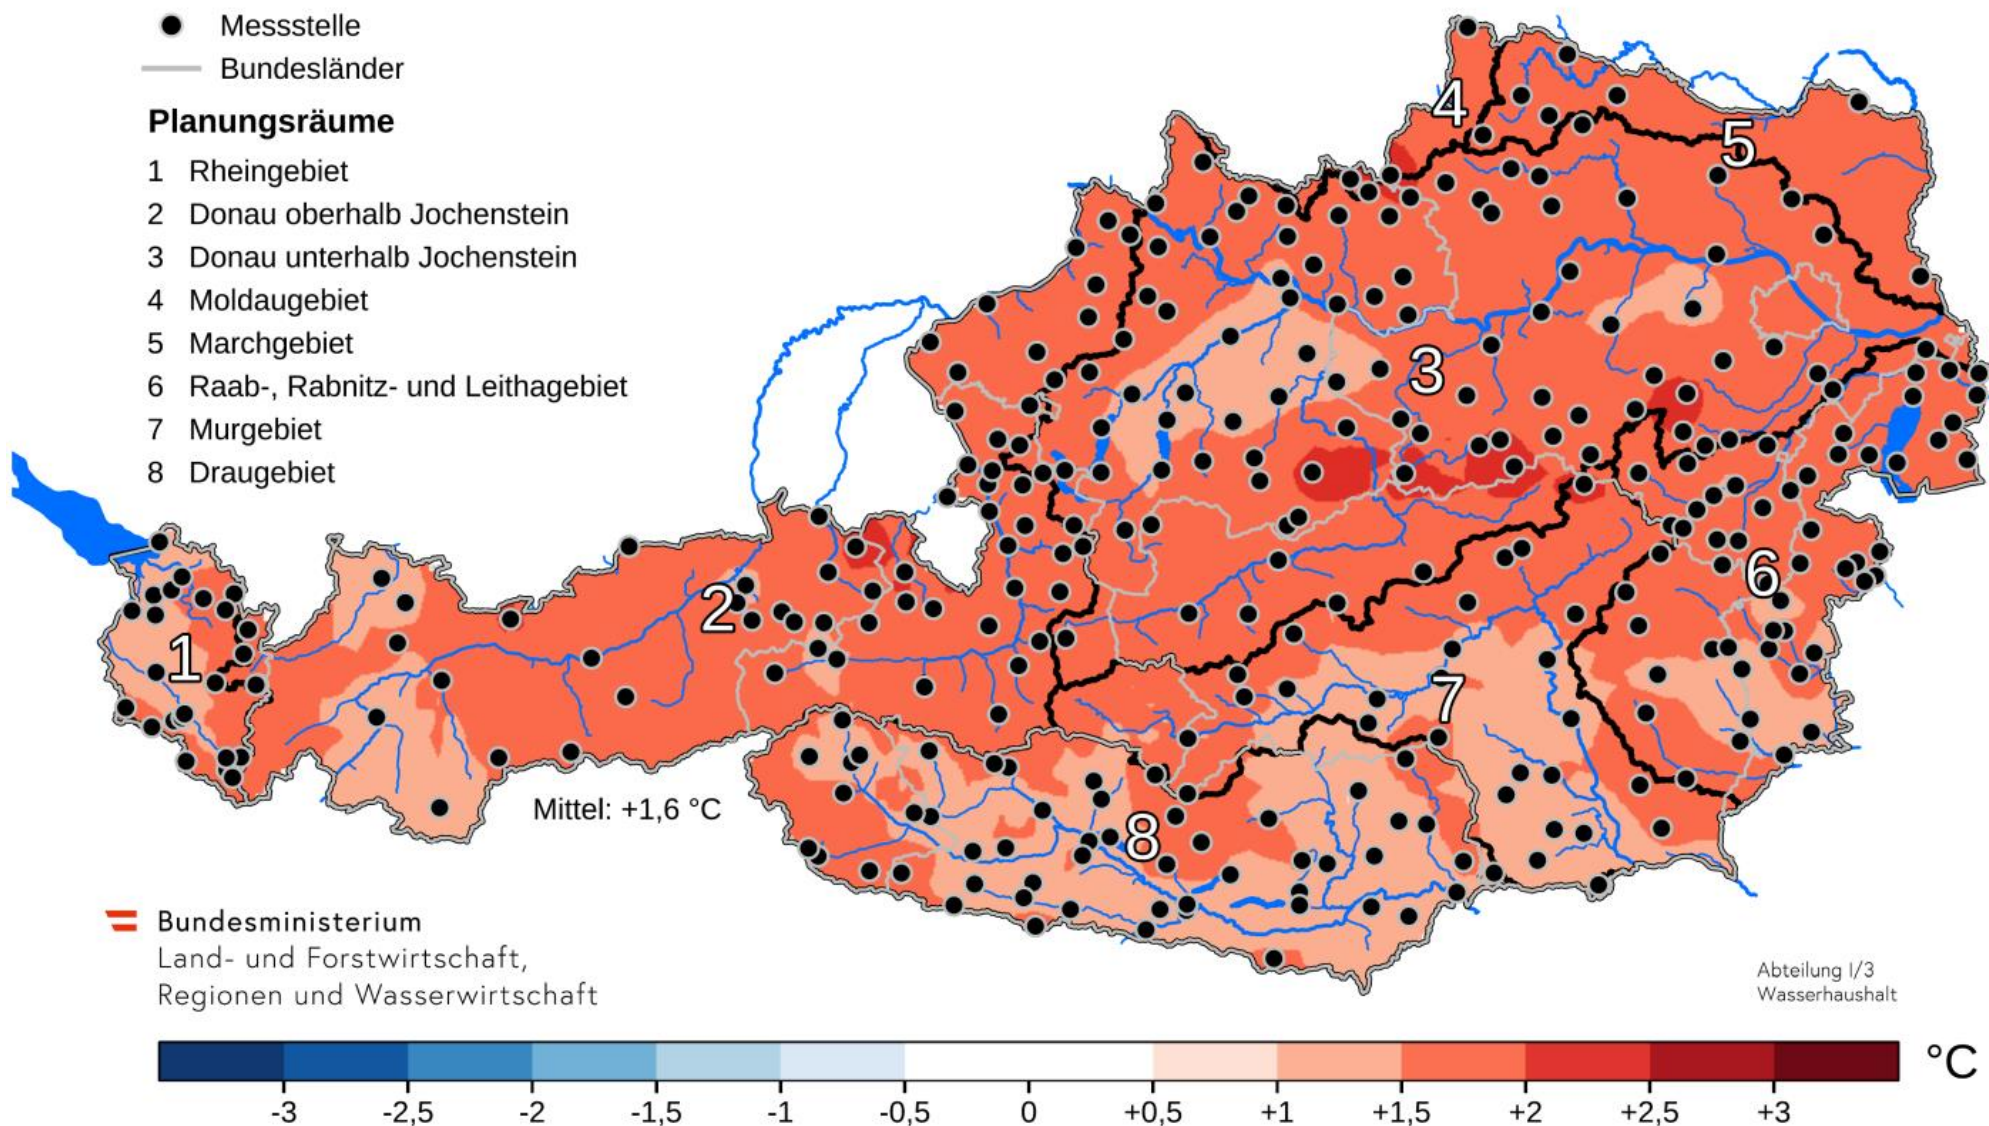 Messstelle
Bundesländer
Planungsräume
1 Rheingebiet
2 Donau oberhalb Jochenstein
3 Donau unterhalb Jochenstein
4 Moldaugebiet
5 Marchgebiet
6 Raab-, Rabnitz- und Leithagebiet
7 Murgebiet
8 Draugebiet
4
5
3
6
2
1
7
8
Mittel: +1,6 °C
Bundesministerium
Land- und Forstwirtschaft,
Regionen und Wasserwirtschaft
Abteilung I/3
Wasserhaushalt
°C
-3 -2,5 -2 -1,5 -1 -0,5 0 +0,5 +1 +1,5 +2 +2,5 +3